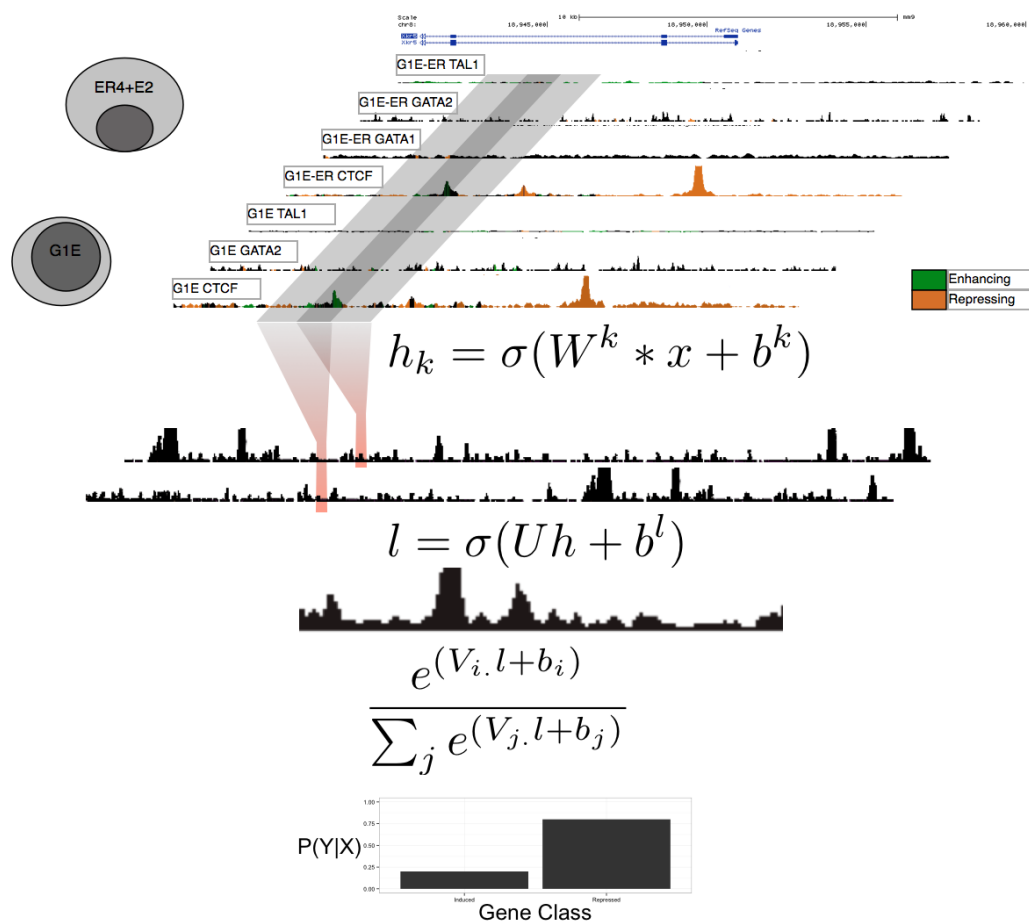 Scale
10 Kb
mm9
chr8:
18,945,000
18,950,000
18,955,000
18,960,000
RefSeq Genes
Xkr5
Xkr5
G1E-ER TAL1
ER4+E2
G1E-ER GATA2
G1E-ER GATA1
G1E-ER CTCF
G1E TAL1
G1E
G1E GATA2
G1E CTCF
Enhancing
Repressing
h_k = σ(W^k * x + b^k)
l = σ(Uh + b^l)
e^(V_i. l+b_i)
∑_j e^(V_j. l+b_j)
1.00
0.75
P(Y|X)
0.25
0.00
Induced
Repressed
Gene Class